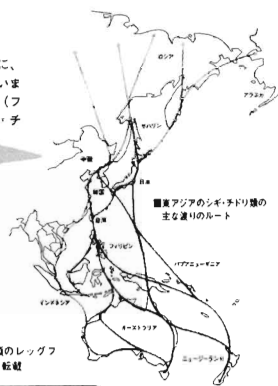 に、
いま
（フ
・チ
ロシア
アラスカ
サハリン
中国
韓国
日本
■東アジアのシギ・チドリ類の
主な渡りのルート
台湾
フィリピン
パプアニューギニア
インドネシア
オーストラリア
ニュージーランド
類のレッグフ
転載